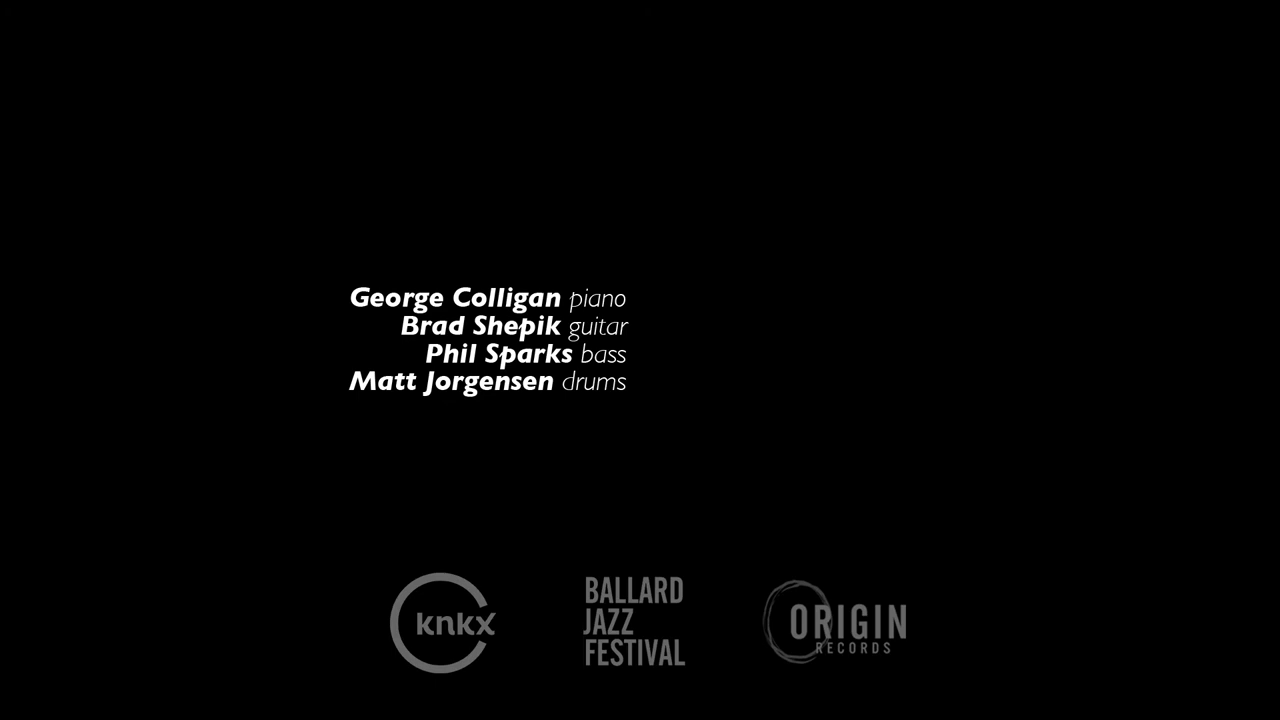 George Colligan piano
Brad Shepik guitar
Phil Sparks bass
Matt Jorgensen drums
knkx
BALLARD
JAZZ
FESTIVAL
ORIGIN
RECORDS